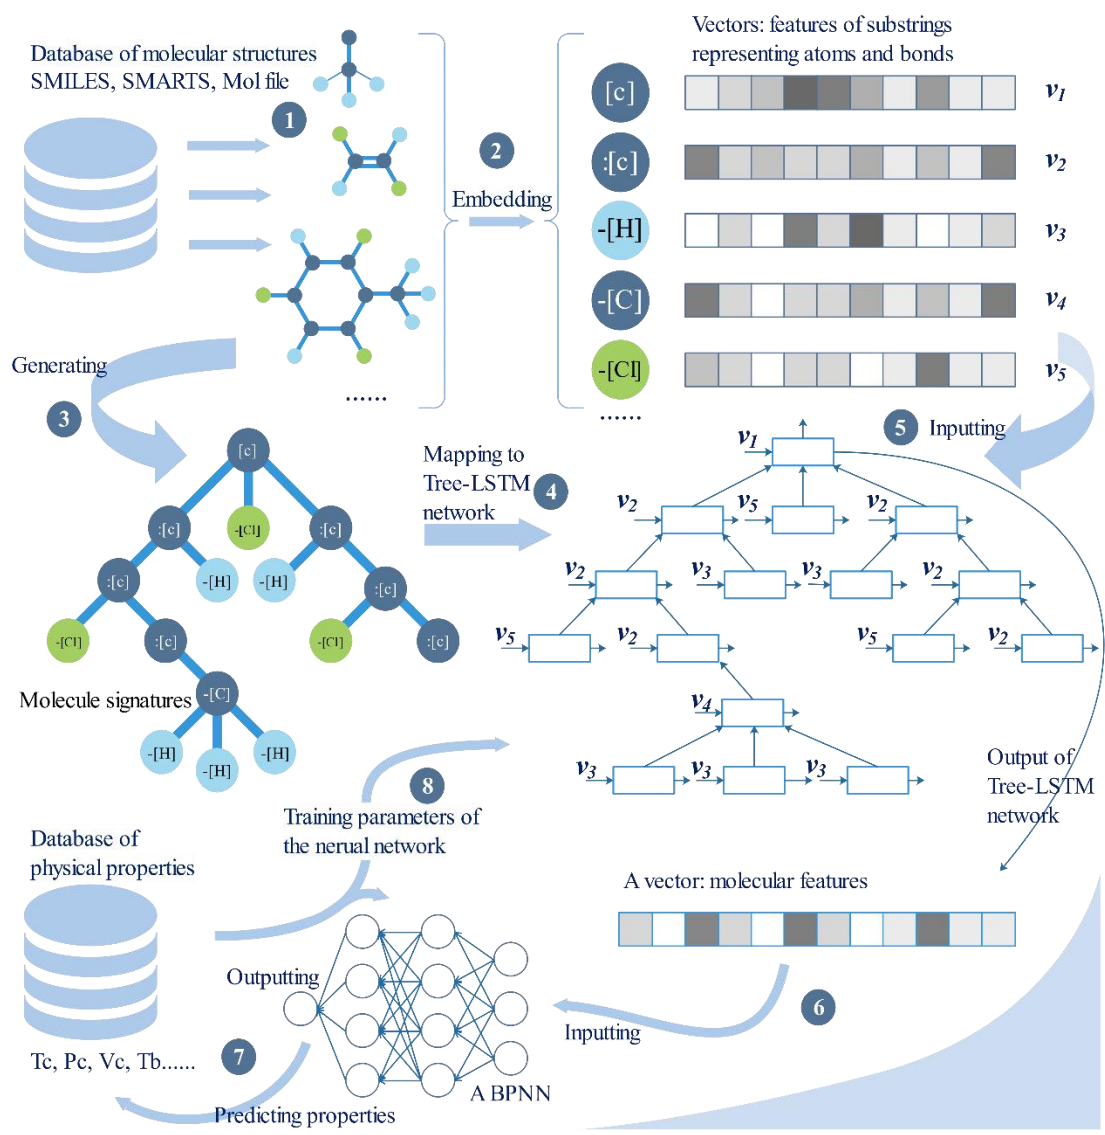 Database of molecular structures
SMILES, SMARTS, Mol file
1
2
Embedding
......
Vectors: features of substrings
representing atoms and bonds
[c]
v1
:[c]
v2
-[H]
v3
-[C]
v4
-[Cl]
v5
......
Generating
3
[c]
:[c]
-[Cl]
:[c]
:[c]
-[H]
-[H]
:[c]
-[Cl]
:[c]
-[Cl]
:[c]
-[C]
-[H]
-[H]
-[H]
Molecule signatures
Mapping to
Tree-LSTM
network
4
5
Inputting
v1
v2
v5
v2
v2
v3
v3
v2
v5
v2
v5
v2
v4
v3
v3
v3
Output of
Tree-LSTM
network
A vector: molecular features
6
Inputting
8
Training parameters of
the nerual network
Database of
physical properties
Tc, Pc, Vc, Tb......
Outputting
7
A BPNN
Predicting properties